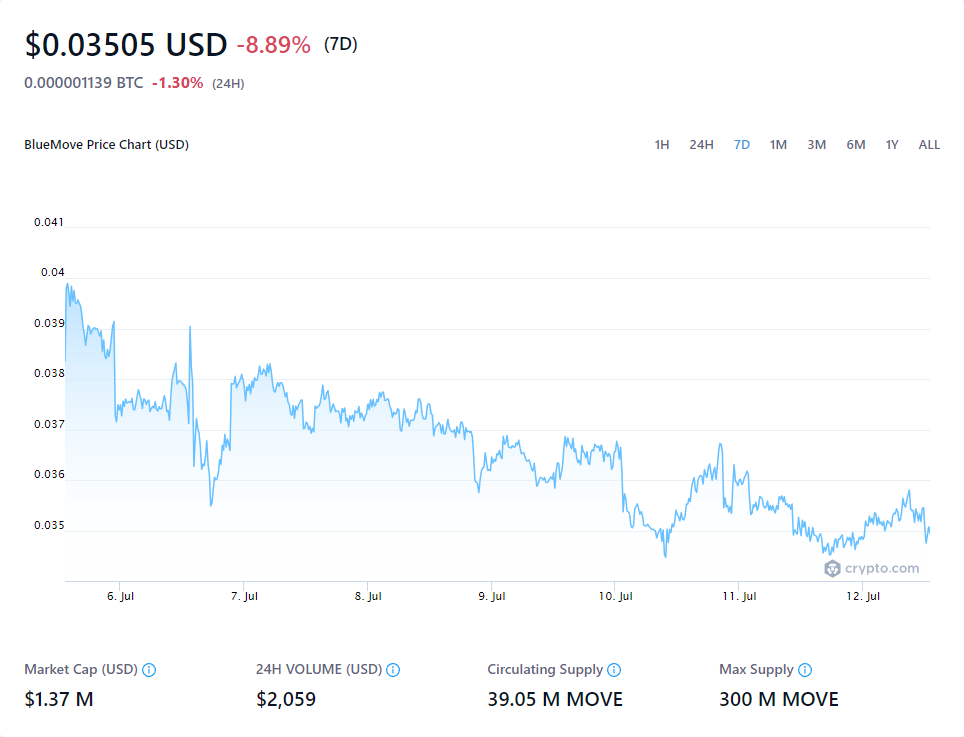 $0.03505 USD -8.89% (7D)
0.000001139 BTC -1.30% (24H)
BlueMove Price Chart (USD) 1H 24H 7D 1M 3M 6M 1Y ALL
0.041
0.04
0.039
0.038
0.037
0.036
0.035
crypto.com
6. Jul 7. Jul 8. Jul 9. Jul 10. Jul 11. Jul 12. Jul
Market Cap (USD) 24H VOLUME (USD) Circulating Supply Max Supply
$1.37 M $2,059 39.05 M MOVE 300 M MOVE